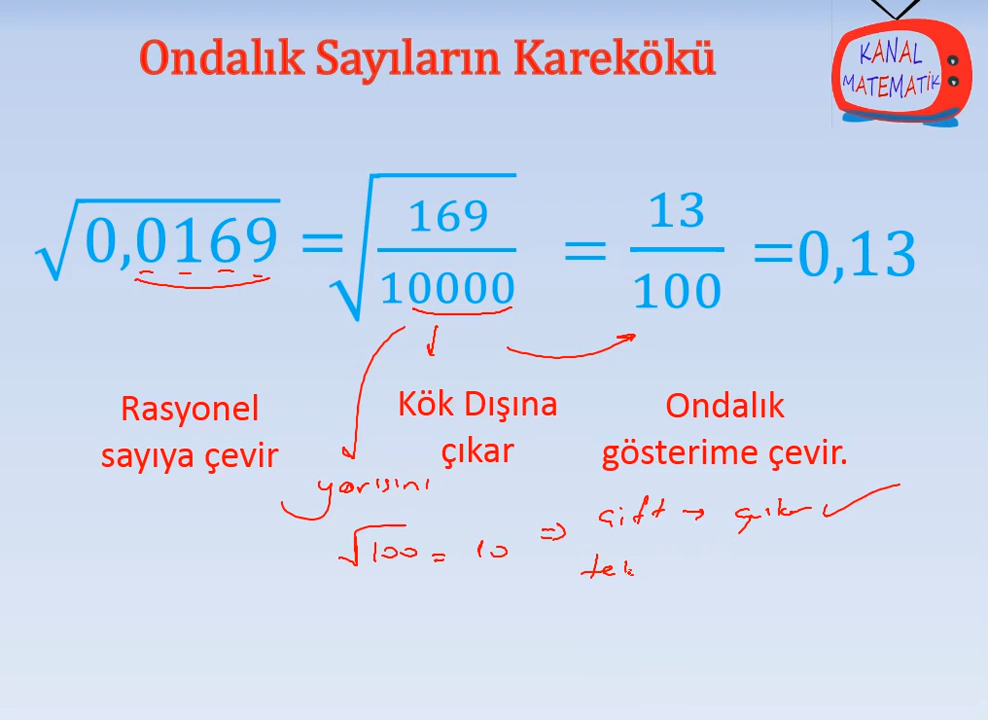 Ondalık Sayıların Karekökü
KANAL
MATEMATİK
√0,0169 = √169/10000 = 13/100 =0,13
Rasyonel
sayıya çevir
Kök Dışına
çıkar
Ondalık
gösterime çevir.
yarısını
√100 = 10 ⇒ çift → çıkar ✓
tek